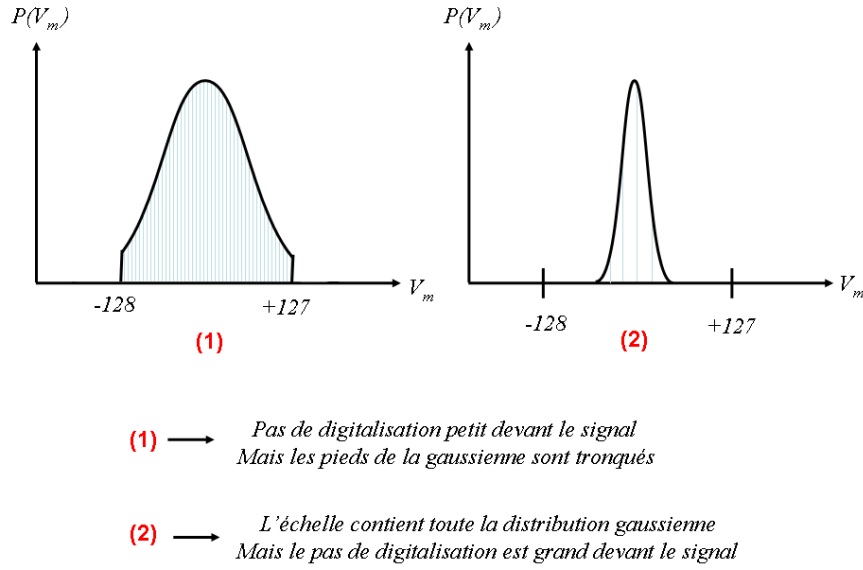 P(Vm)
P(Vm)
Vm
Vm
-128
+127
-128
+127
(1)
(2)
(1)
Pas de digitalisation petit devant le signal
Mais les pieds de la gaussienne sont tronqués
(2)
L'échelle contient toute la distribution gaussienne
Mais le pas de digitalisation est grand devant le signal